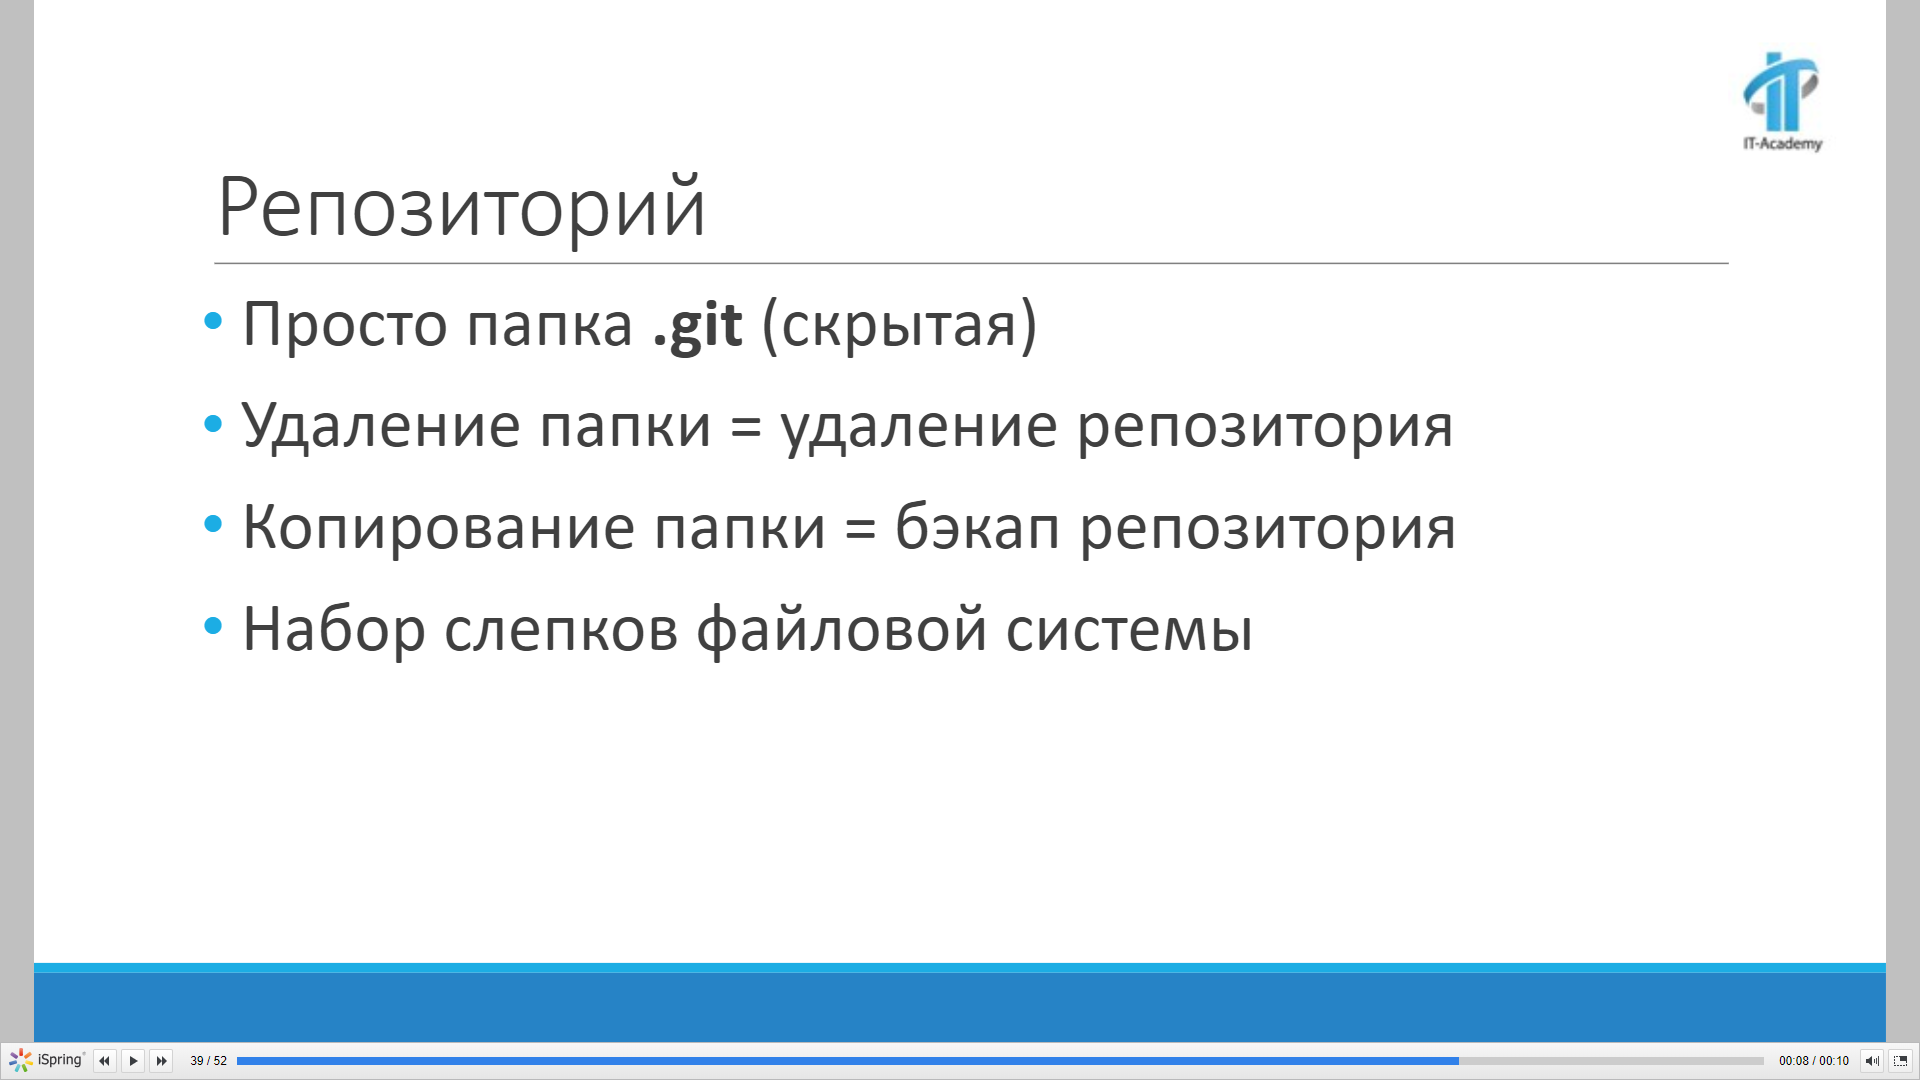 IT-Academy
Репозиторий
• Просто папка .git (скрытая)
• Удаление папки = удаление репозитория
• Копирование папки = бэкап репозитория
• Набор слепков файловой системы
iSpring 39 / 52 00:08 / 00:10